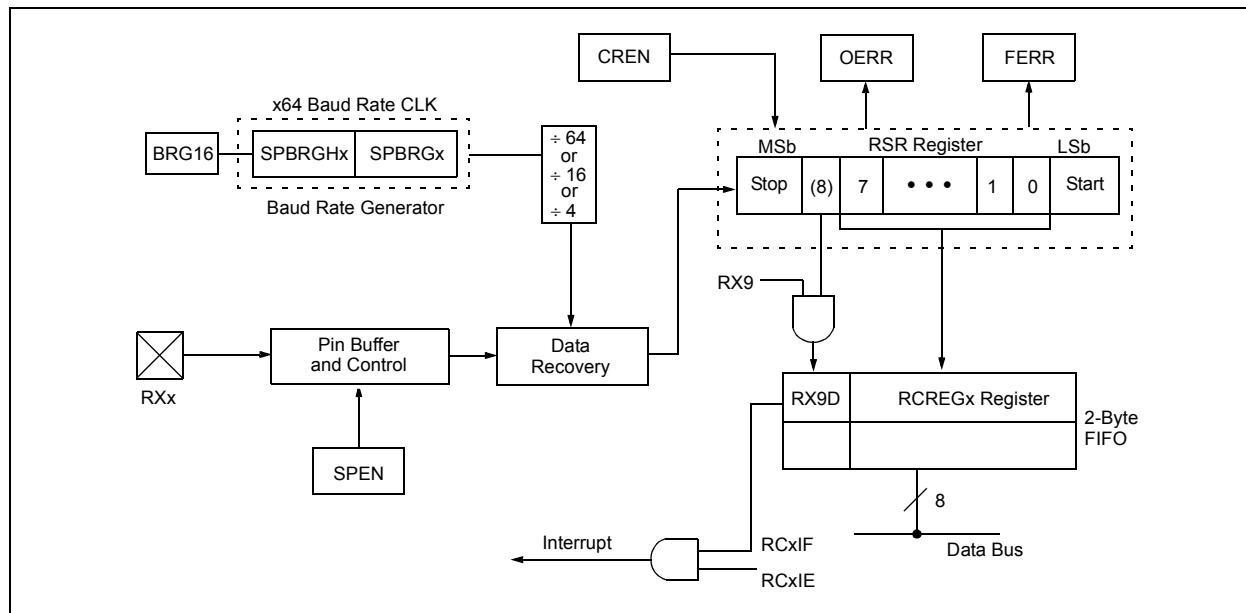 CREN
OERR
FERR
x64 Baud Rate CLK
BRG16
SPBRGHx
SPBRGx
Baud Rate Generator
÷ 64
or
÷ 16
or
÷ 4
MSb
RSR Register
LSb
Stop
(8)
7
• • •
1
0
Start
RX9
RXx
Pin Buffer
and Control
Data
Recovery
SPEN
RX9D
RCREGx Register
2-Byte
FIFO
8
Data Bus
Interrupt
RCxIF
RCxIE